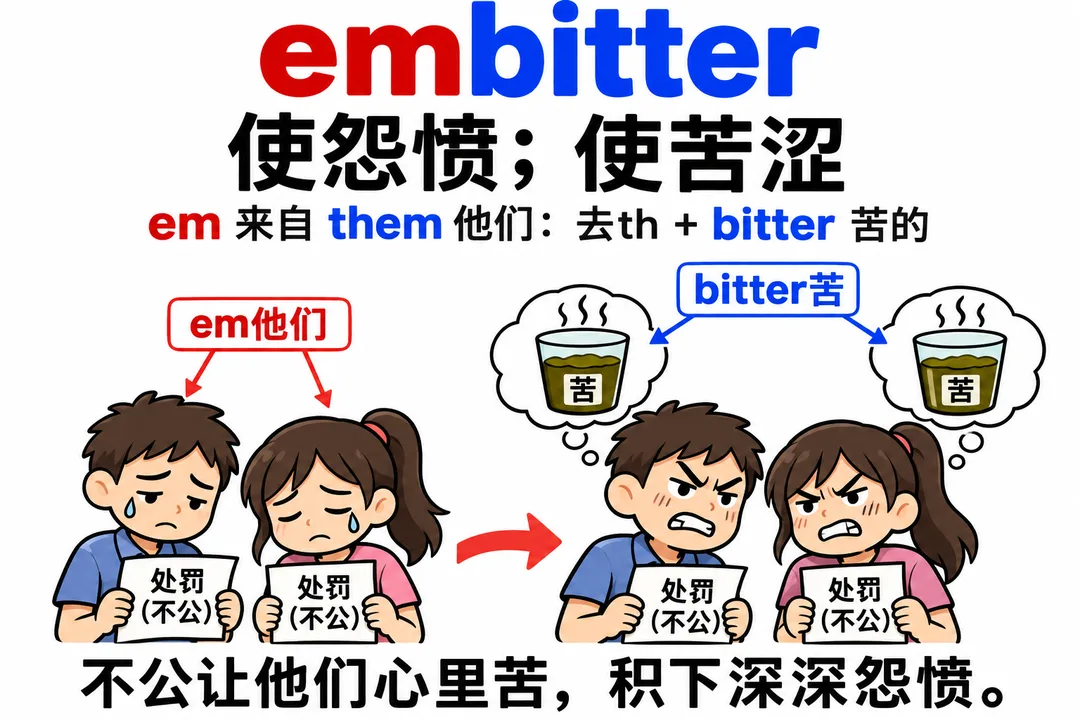 embitter
使怨愤；使苦涩
em 来自 them 他们：去th + bitter 苦的
bitter苦
em他们
苦
苦
处罚
(不公)
处罚
(不公)
处罚
(不公)
处罚
(不公)
不公让他们心里苦，积下深深怨愤。